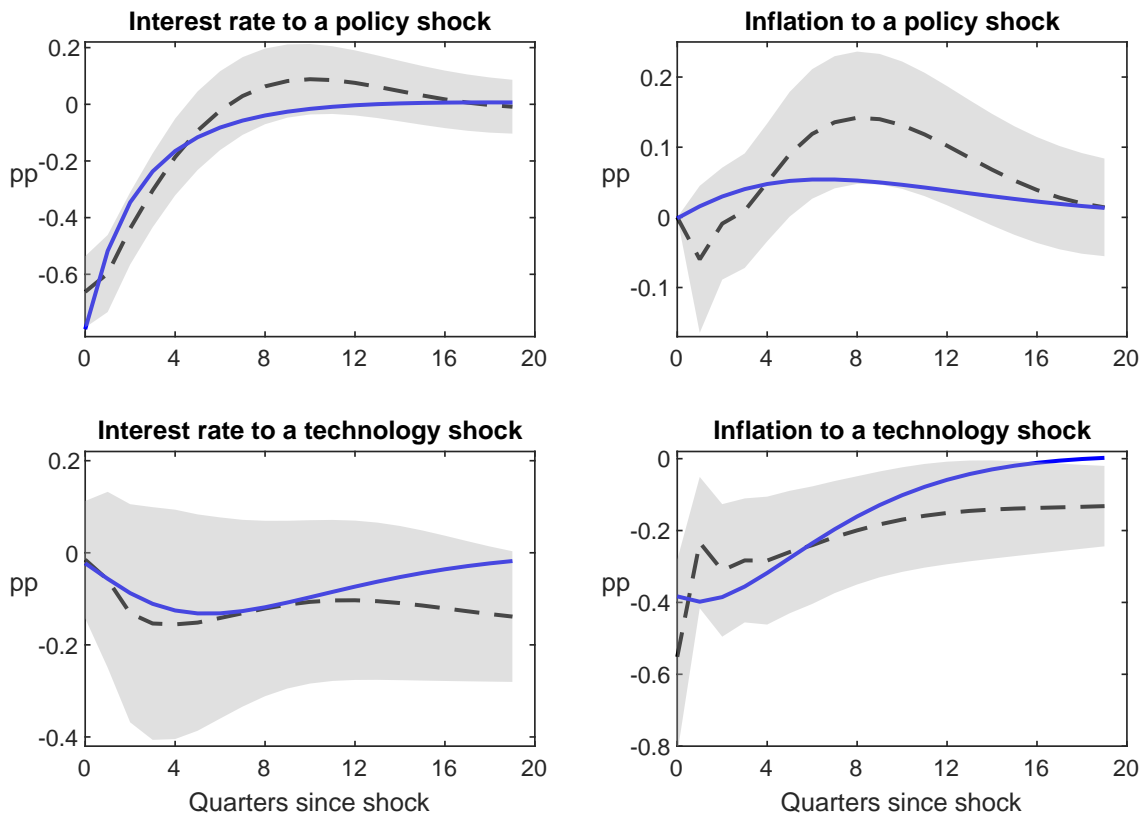 Interest rate to a policy shock
0.2
0
-0.2
-0.4
-0.6
pp
0 4 8 12 16 20
Inflation to a policy shock
0.2
0.1
0
-0.1
pp
0 4 8 12 16 20
Interest rate to a technology shock
0.2
0
-0.2
-0.4
pp
0 4 8 12 16 20
Quarters since shock
Inflation to a technology shock
0
-0.2
-0.4
-0.6
-0.8
pp
0 4 8 12 16 20
Quarters since shock